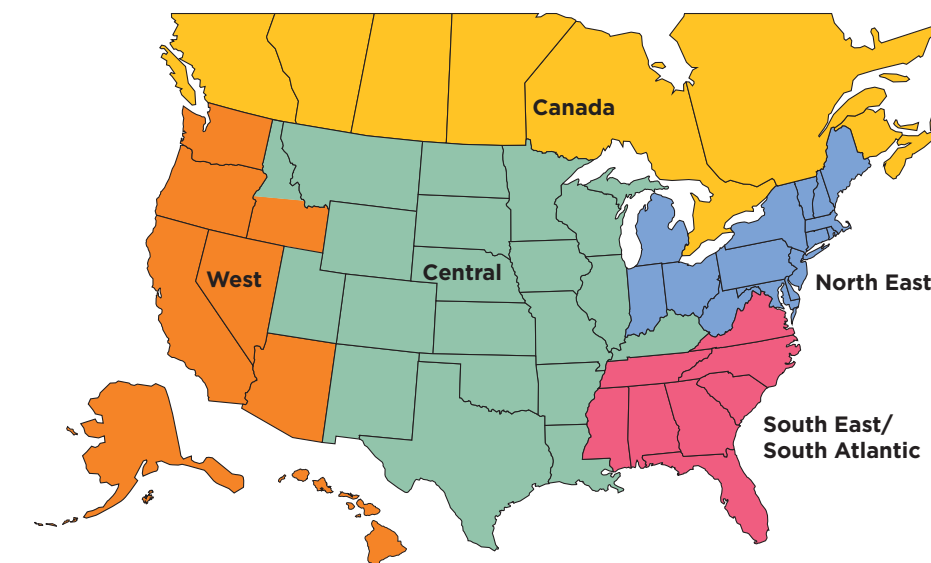 Canada
West
Central
North East
South East/
South Atlantic